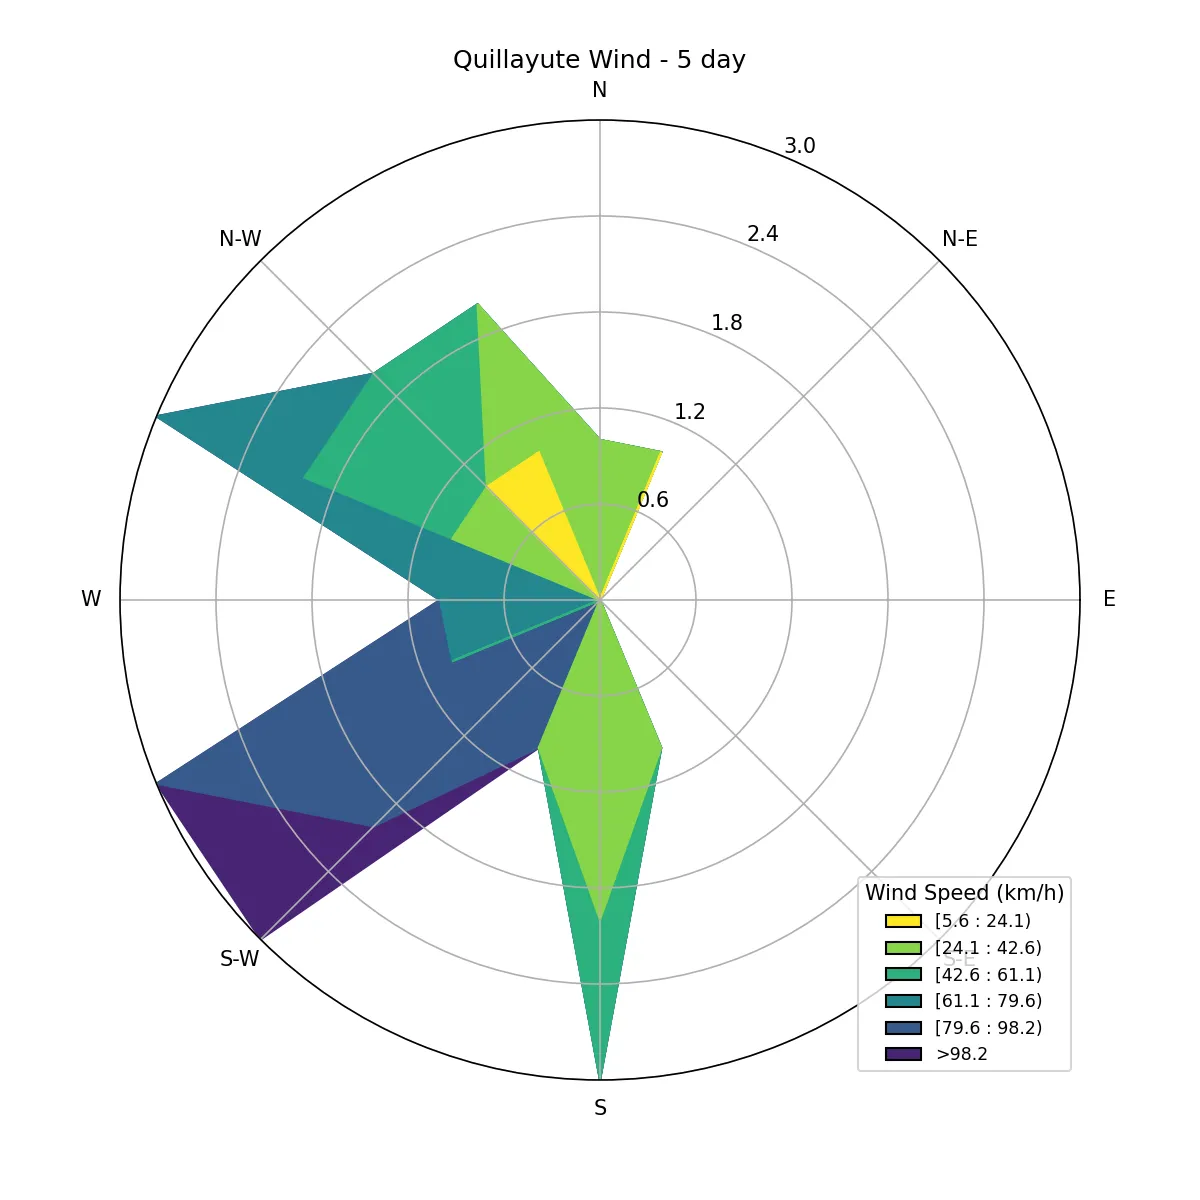 Quillayute Wind - 5 day
N
3.0
N-W
2.4
N-E
1.8
1.2
0.6
W
E
S-W
S-E
S
Wind Speed (km/h)
[5.6 : 24.1)
[24.1 : 42.6)
[42.6 : 61.1)
[61.1 : 79.6)
[79.6 : 98.2)
>98.2